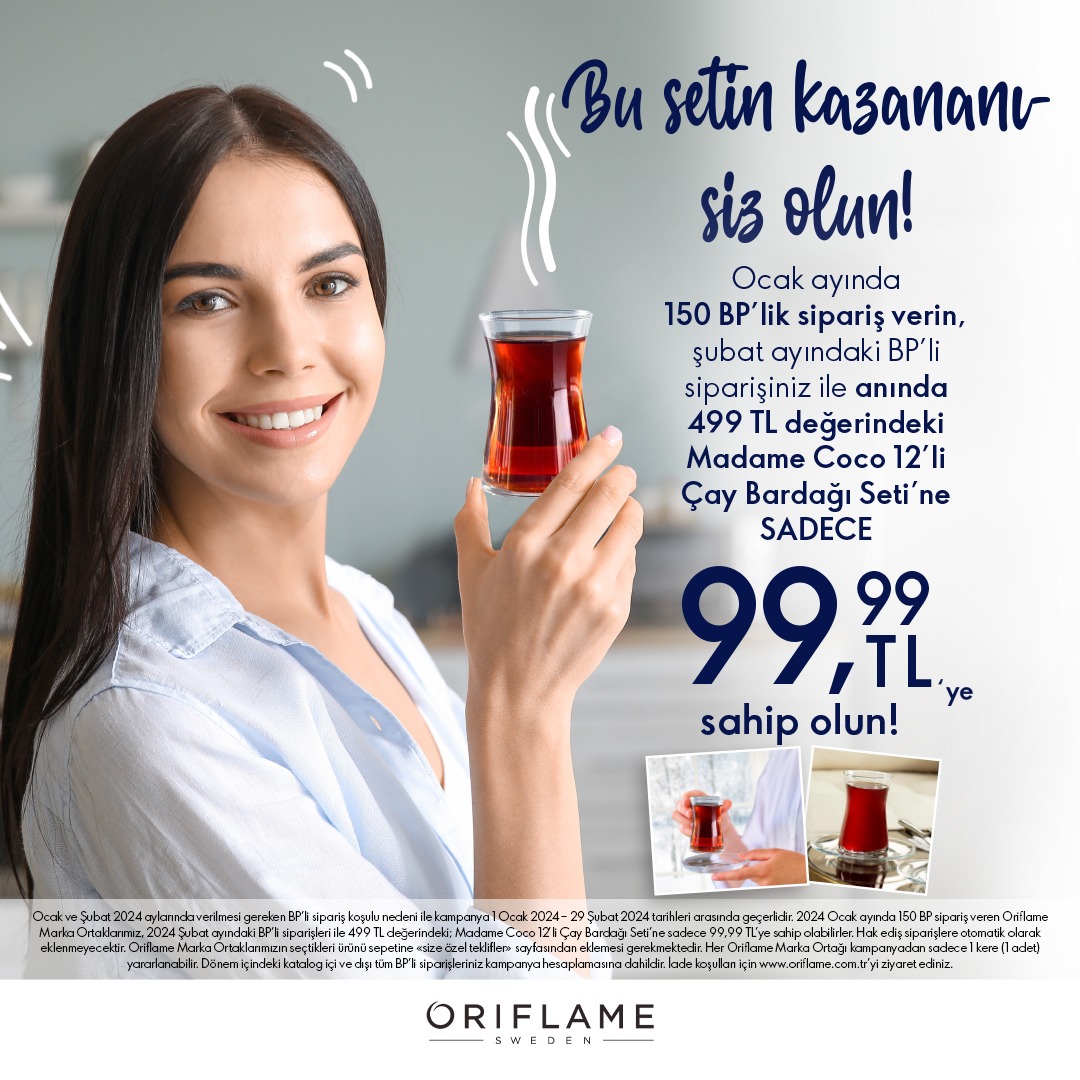 Bu setin kazananı
siz olun!
Ocak ayında
150 BP'lik sipariş verin,
şubat ayındaki BP'li
siparişiniz ile anında
499 TL değerindeki
Madame Coco 12'li
Çay Bardağı Seti'ne
SADECE
99,99 TL'ye
sahip olun!
Ocak ve Şubat 2024 aylarında verilmesi gereken BP'li sipariş koşulu nedeni ile kampanya 1 Ocak 2024 – 29 Şubat 2024 tarihleri arasında geçerlidir. 2024 Ocak ayında 150 BP sipariş veren Oriflame
Marka Ortaklarımız, 2024 Şubat ayındaki BP'li siparişleri ile 499 TL değerindeki; Madame Coco 12'li Çay Bardağı Seti'ne sadece 99,99 TL'ye sahip olabilirler. Hak ediş siparişlere otomatik olarak
eklenmeyecektir. Oriflame Marka Ortaklarımızın seçtikleri ürünü sepetine «size özel teklifler» sayfasından eklemesi gerekmektedir. Her Oriflame Marka Ortağı kampanyadan sadece 1 kere (1 adet)
yararlanabilir. Dönem içindeki katalog içi ve dışı tüm BP'li siparişleriniz kampanya hesaplamasına dahildir. İade koşulları için www.oriflame.com.tr'yi ziyaret ediniz.
ORIFLAME
SWEDEN